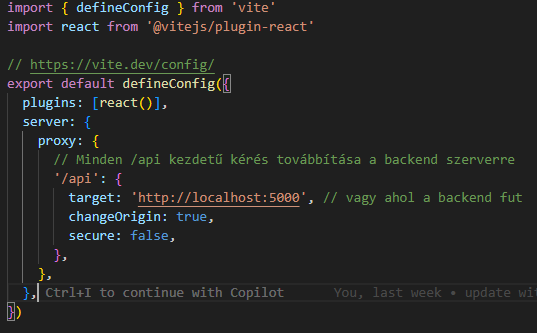 import { defineConfig } from 'vite'
import react from '@vitejs/plugin-react'
// https://vite.dev/config/
export default defineConfig({
  plugins: [react()],
  server: {
    proxy: {
      // Minden /api kezdetű kérés továbbítása a backend szerverre
      '/api': {
        target: 'http://localhost:5000', // vagy ahol a backend fut
        changeOrigin: true,
        secure: false,
      },
    },
  }, Ctrl+I to continue with Copilot You, last week • update wit
})